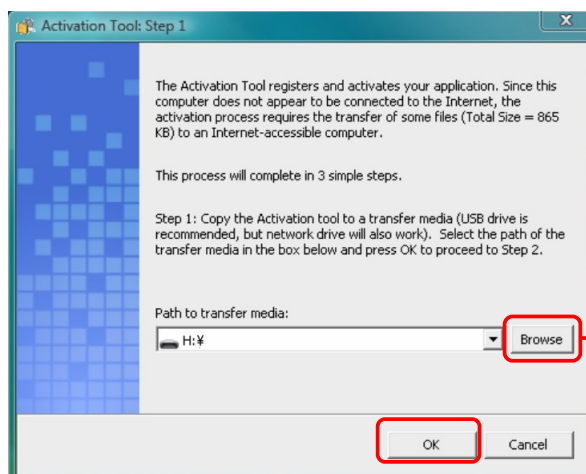 Activation Tool: Step 1
The Activation Tool registers and activates your application. Since this
computer does not appear to be connected to the Internet, the
activation process requires the transfer of some files (Total Size = 865
KB) to an Internet-accessible computer.
This process will complete in 3 simple steps.
Step 1: Copy the Activation tool to a transfer media (USB drive is
recommended, but network drive will also work).  Select the path of the
transfer media in the box below and press OK to proceed to Step 2.
Path to transfer media:
H:¥
Browse
OK
Cancel